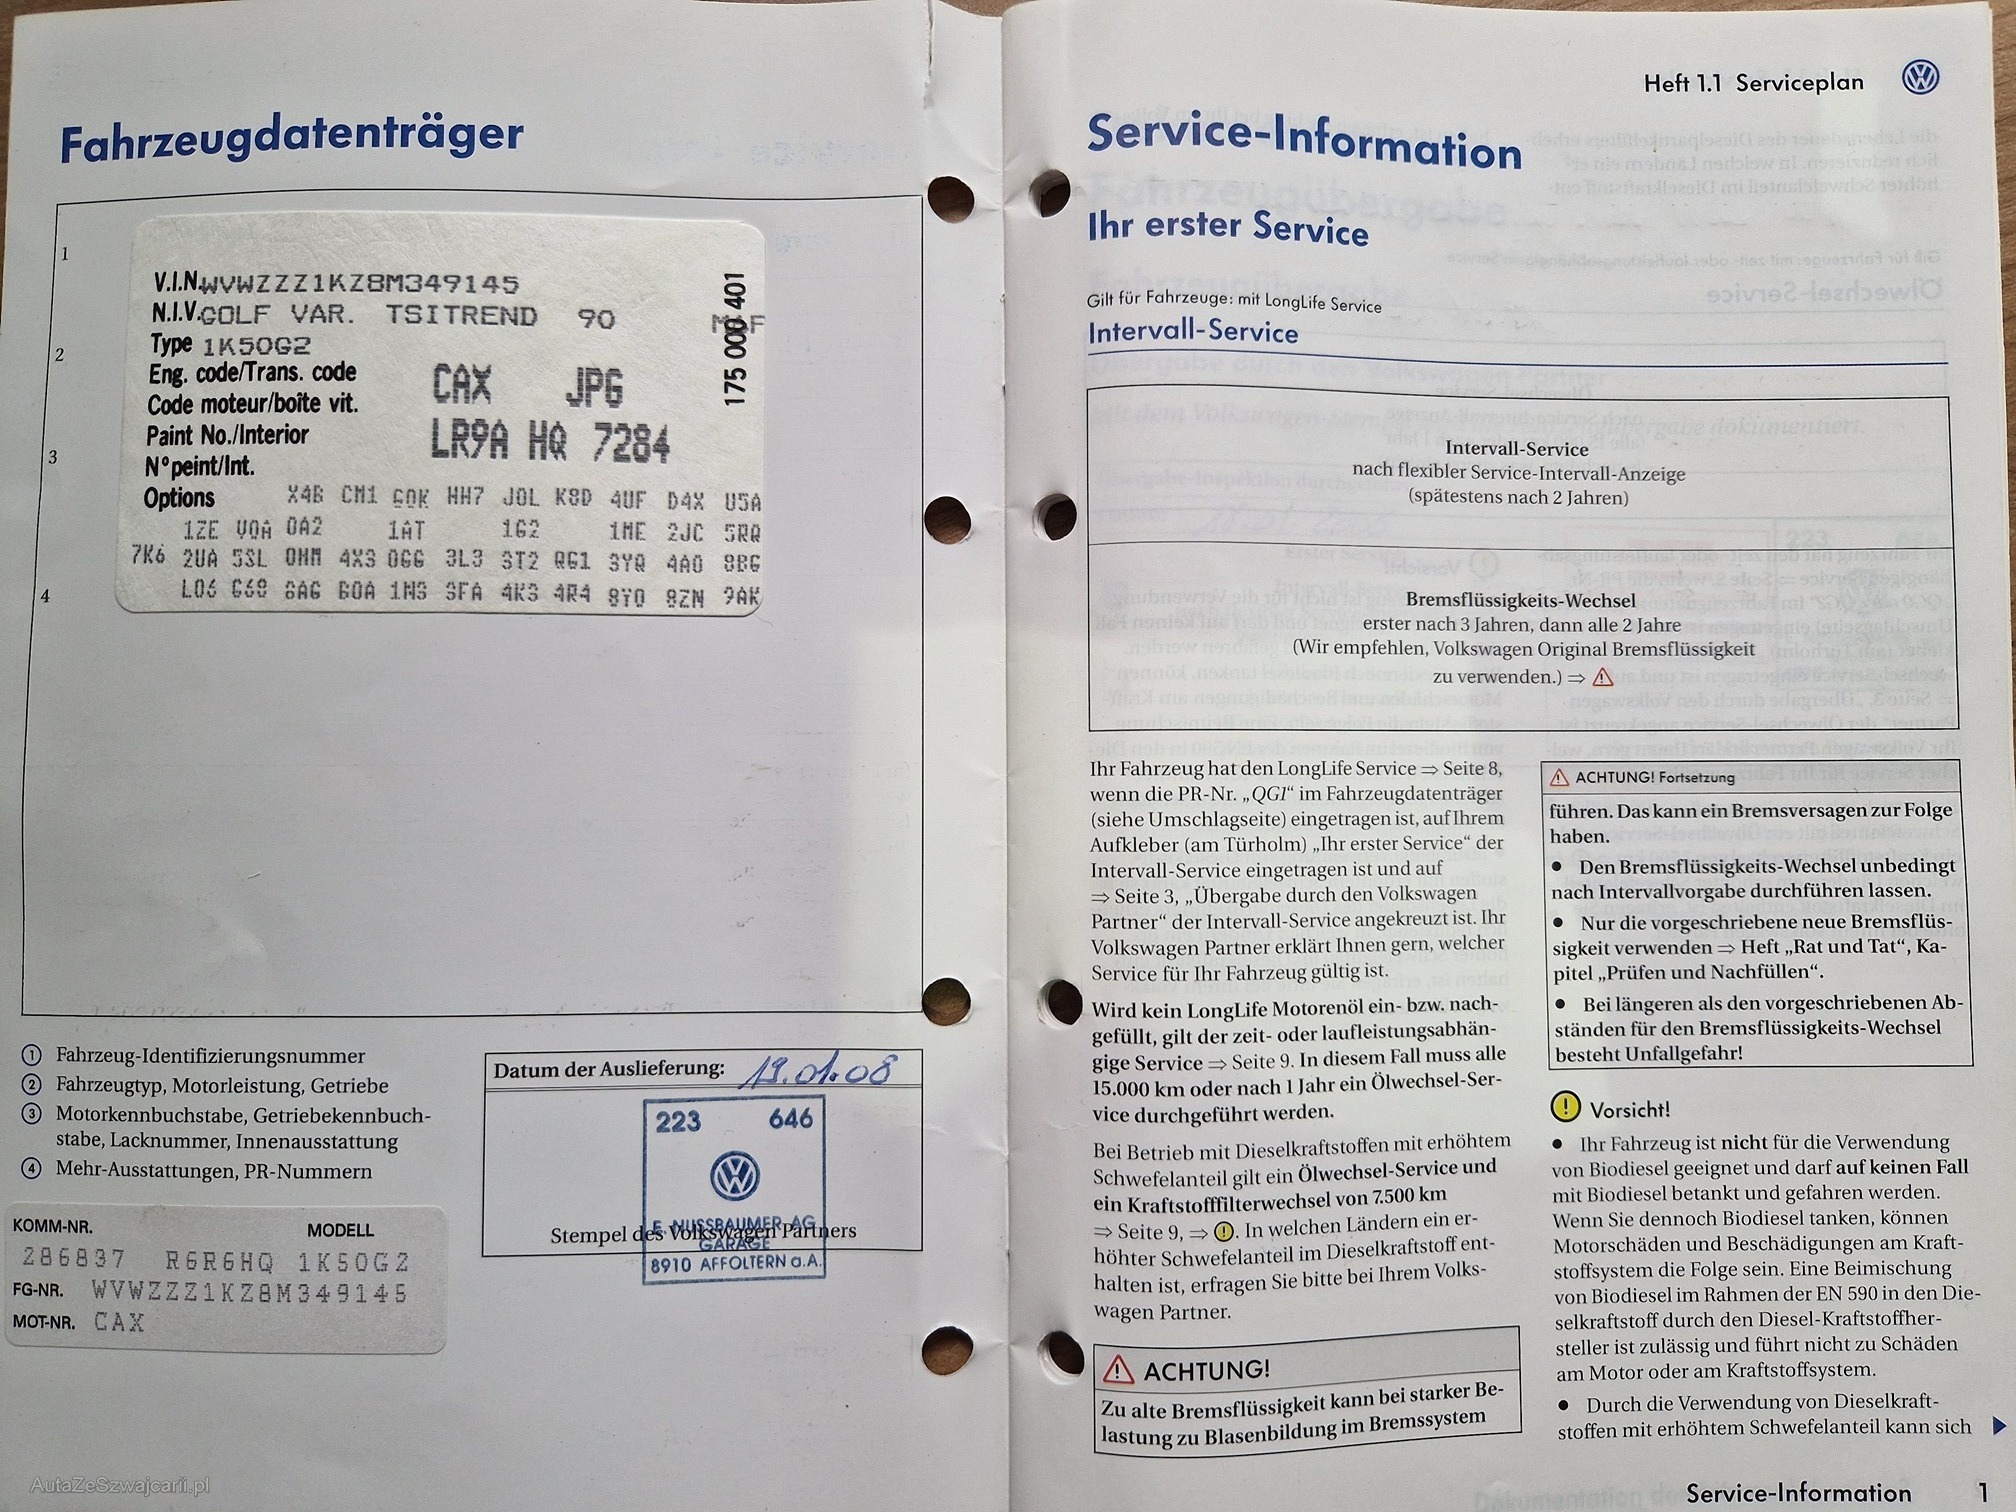 Fahrzeugdatenträger
1
2
3
4
V.I.N. WVWZZZ1KZ8M349145
N.I.V. GOLF VAR. TSITREND 90
Type 1K50G2
Eng. code/Trans. code
Code moteur/boîte vit.
CAX JPG
Paint No./Interior
N° peint/Int.
LR9A HQ 7284
Options X4B CM1 G0K HH7 J0L K8D 4UF D4X U5A
1ZE V0A 0A2 1AT 1G2 1ME 2JC 5RQ
7K6 2UA 5SL 0HM 4X3 0GG 3L3 3T2 QG1 3YQ 4A0 8BG
L06 G68 8AG G0A 1N3 3FA 4K3 4R4 8Y0 8ZN 9AK
175 000 401
1 Fahrzeug-Identifizierungsnummer
2 Fahrzeugtyp, Motorleistung, Getriebe
3 Motorkennbuchstabe, Getriebekennbuch-
stabe, Lacknummer, Innenausstattung
4 Mehr-Ausstattungen, PR-Nummern
Datum der Auslieferung: 19.01.08
223 646
Stempel des Volkswagen Partners
E. NUSSBAUMER AG
GARAGE
8910 AFFOLTERN a.A.
KOMM-NR. MODELL
286837 R6R6HQ 1K50G2
FG-NR. WVWZZZ1KZ8M349145
MOT-NR. CAX
AutaZeSzwajcarii.pl
Heft 1.1 Serviceplan
Service-Information
Ihr erster Service
Gilt für Fahrzeuge: mit LongLife Service
Intervall-Service
Intervall-Service
nach flexibler Service-Intervall-Anzeige
(spätestens nach 2 Jahren)
Bremsflüssigkeits-Wechsel
erster nach 3 Jahren, dann alle 2 Jahre
(Wir empfehlen, Volkswagen Original Bremsflüssigkeit
zu verwenden.) ⇒
Ihr Fahrzeug hat den LongLife Service ⇒ Seite 8,
wenn die PR-Nr. „QG1“ im Fahrzeugdatenträger
(siehe Umschlagseite) eingetragen ist, auf Ihrem
Aufkleber (am Türholm) „Ihr erster Service“ der
Intervall-Service eingetragen ist und auf
⇒ Seite 3, „Übergabe durch den Volkswagen
Partner“ der Intervall-Service angekreuzt ist. Ihr
Volkswagen Partner erklärt Ihnen gern, welcher
Service für Ihr Fahrzeug gültig ist.
Wird kein LongLife Motorenöl ein- bzw. nach-
gefüllt, gilt der zeit- oder laufleistungsabhän-
gige Service ⇒ Seite 9. In diesem Fall muss alle
15.000 km oder nach 1 Jahr ein Ölwechsel-Ser-
vice durchgeführt werden.
Bei Betrieb mit Dieselkraftstoffen mit erhöhtem
Schwefelanteil gilt ein Ölwechsel-Service und
ein Kraftstofffilterwechsel von 7.500 km
⇒ Seite 9, ⇒ . In welchen Ländern ein er-
höhter Schwefelanteil im Dieselkraftstoff ent-
halten ist, erfragen Sie bitte bei Ihrem Volks-
wagen Partner.
ACHTUNG!
Zu alte Bremsflüssigkeit kann bei starker Be-
lastung zu Blasenbildung im Bremssystem
ACHTUNG! Fortsetzung
führen. Das kann ein Bremsversagen zur Folge
haben.
• Den Bremsflüssigkeits-Wechsel unbedingt
nach Intervallvorgabe durchführen lassen.
• Nur die vorgeschriebene neue Bremsflüs-
sigkeit verwenden ⇒ Heft „Rat und Tat“, Ka-
pitel „Prüfen und Nachfüllen“.
• Bei längeren als den vorgeschriebenen Ab-
ständen für den Bremsflüssigkeits-Wechsel
besteht Unfallgefahr!
Vorsicht!
• Ihr Fahrzeug ist nicht für die Verwendung
von Biodiesel geeignet und darf auf keinen Fall
mit Biodiesel betankt und gefahren werden.
Wenn Sie dennoch Biodiesel tanken, können
Motorschäden und Beschädigungen am Kraft-
stoffsystem die Folge sein. Eine Beimischung
von Biodiesel im Rahmen der EN 590 in den Die-
selkraftstoff durch den Diesel-Kraftstoffher-
steller ist zulässig und führt nicht zu Schäden
am Motor oder am Kraftstoffsystem.
• Durch die Verwendung von Dieselkraft-
stoffen mit erhöhtem Schwefelanteil kann sich
Service-Information 1